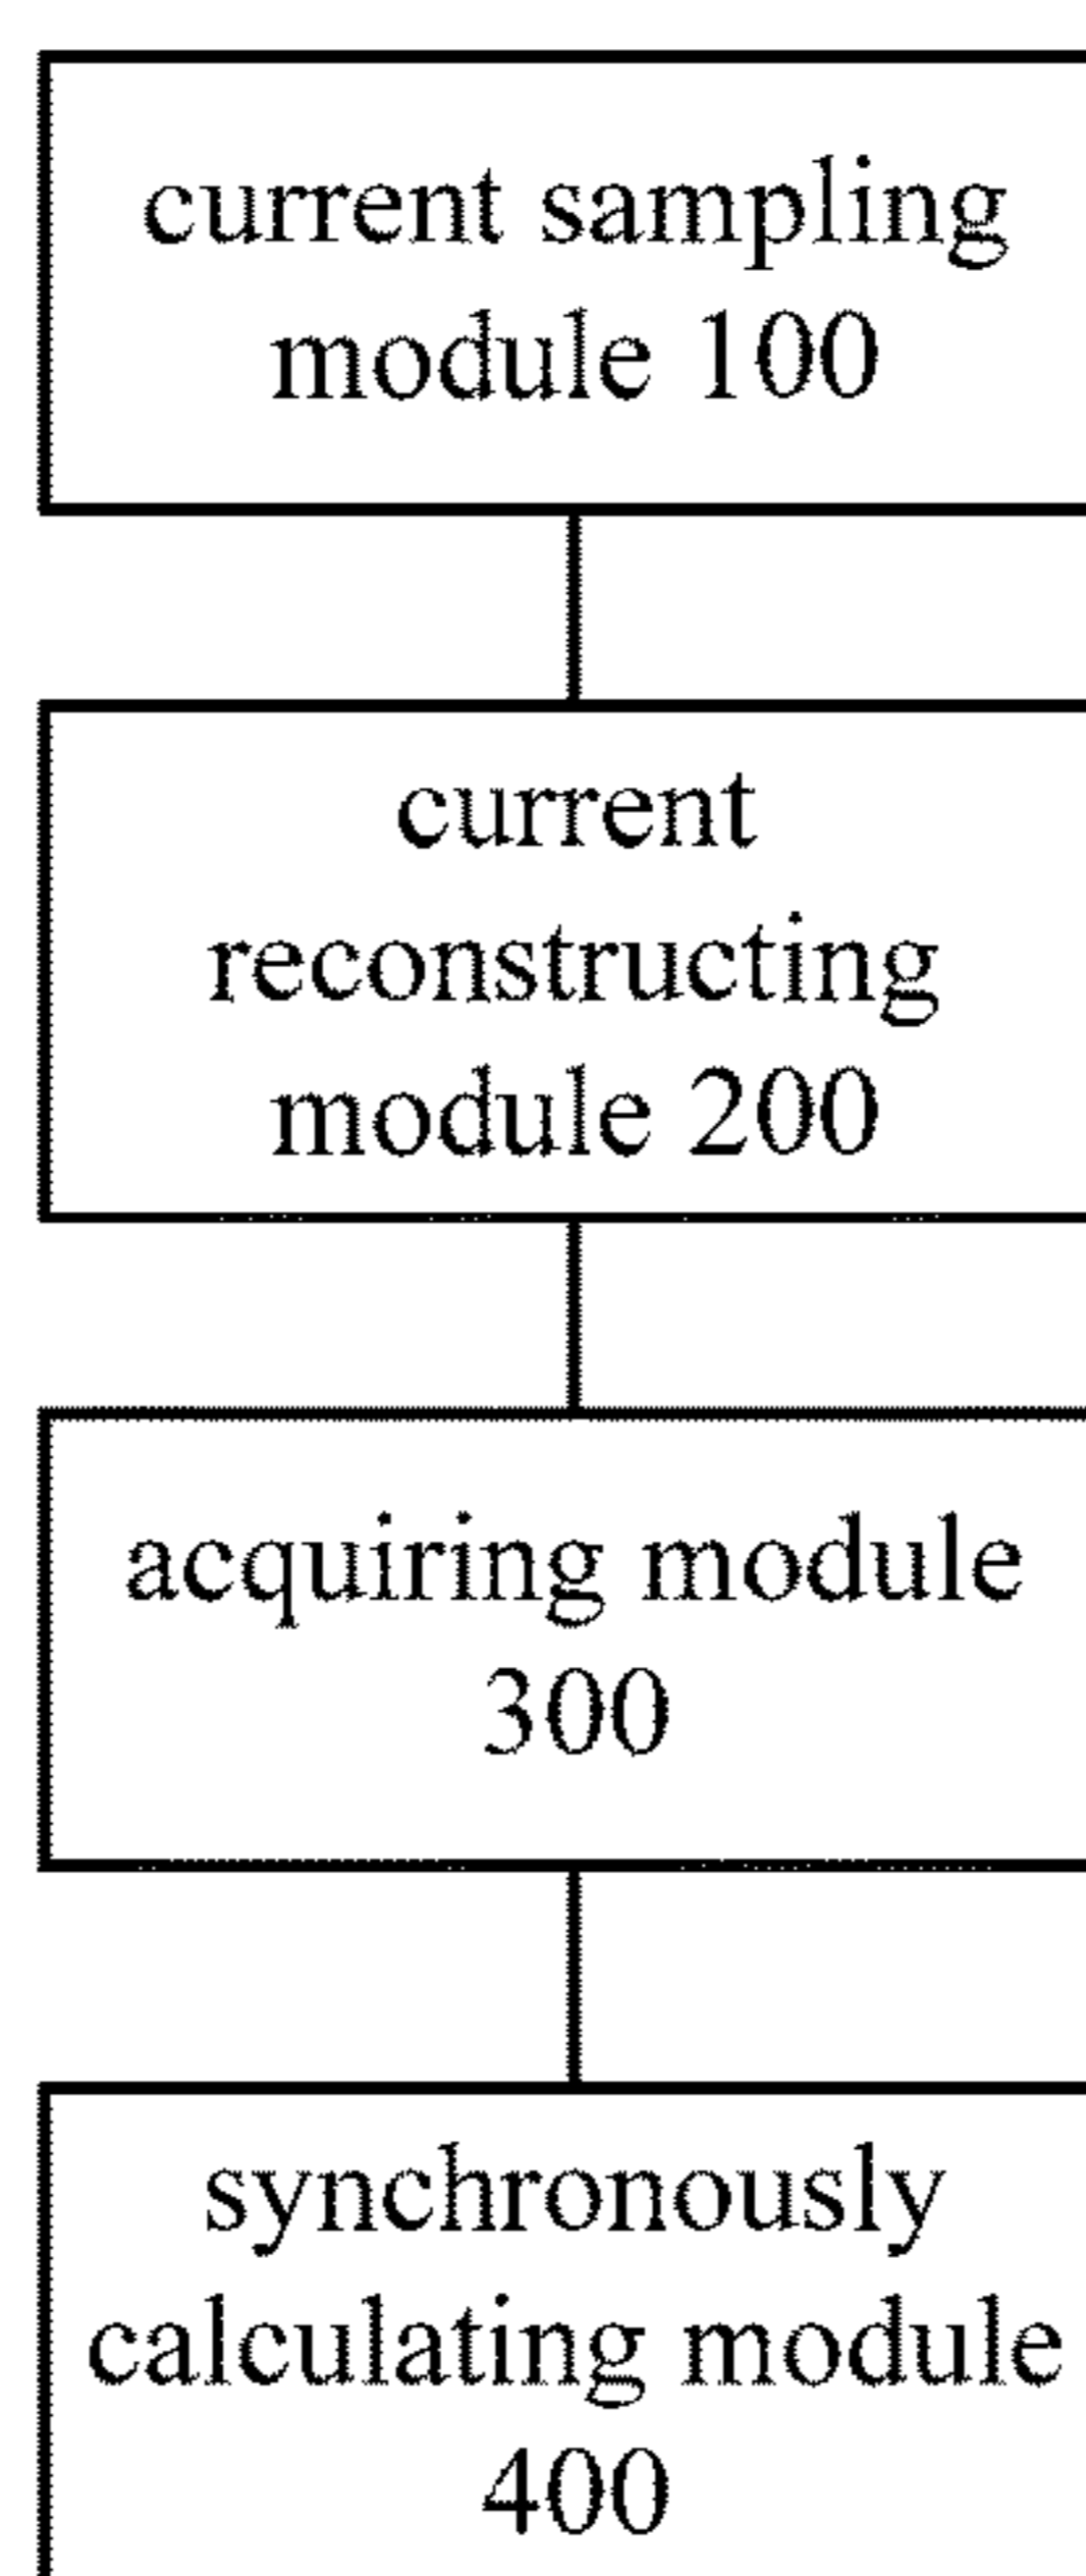 current sampling
module 100
current
reconstructing
module 200
acquiring module
300
synchronously
calculating module
400